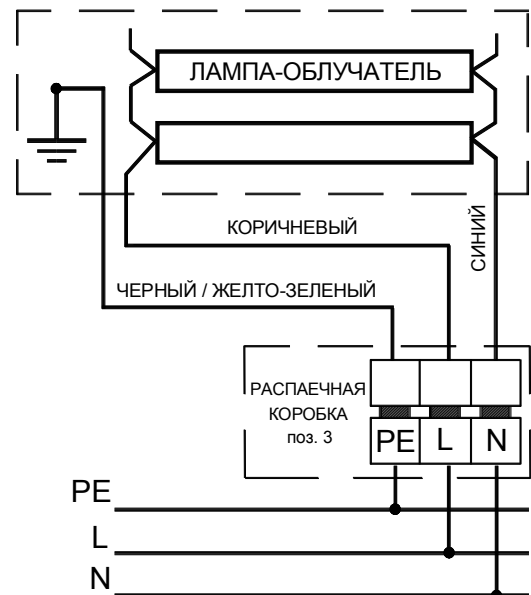 ЛАМПА-ОБЛУЧАТЕЛЬ
КОРИЧНЕВЫЙ
СИНИЙ
ЧЕРНЫЙ / ЖЕЛТО-ЗЕЛЕНЫЙ
РАСПАЕЧНАЯ
КОРОБКА
поз. 3
PE L N
PE
L
N